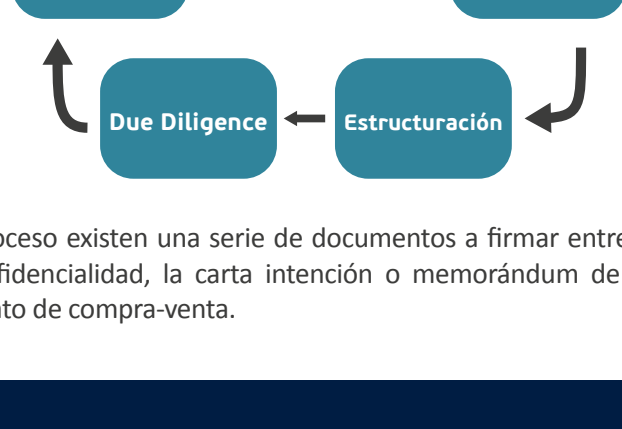 Due Diligence
Estructuración
oceso existen una serie de documentos a firmar entre
fidencialidad, la carta intención o memorándum de
to de compra-venta.